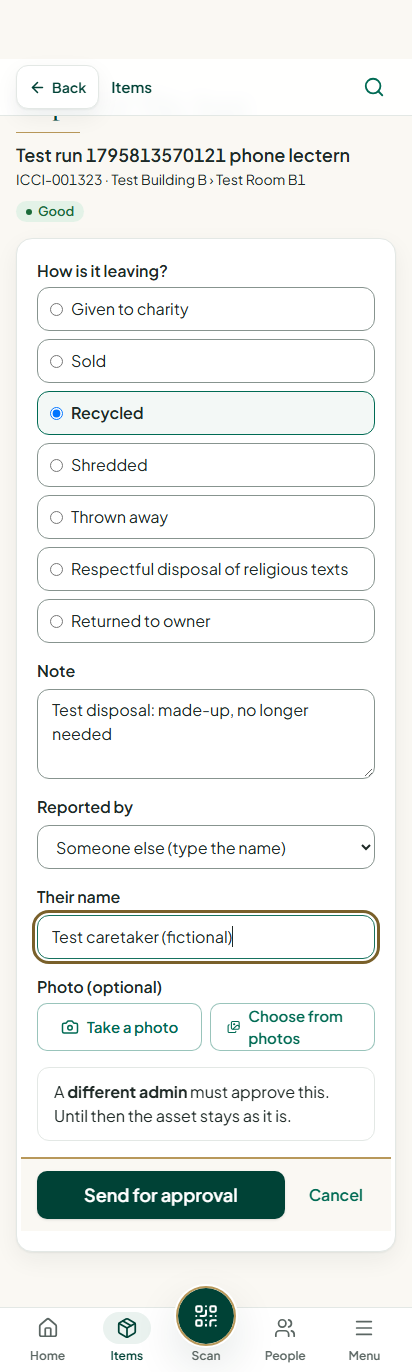 Back
Items
Test run 1795813570121 phone lectern
ICCI-001323 · Test Building B › Test Room B1
Good
How is it leaving?
Given to charity
Sold
Recycled
Shredded
Thrown away
Respectful disposal of religious texts
Returned to owner
Note
Test disposal: made-up, no longer
needed
Reported by
Someone else (type the name)
Their name
Test caretaker (fictional)
Photo (optional)
Take a photo
Choose from
photos
A different admin must approve this.
Until then the asset stays as it is.
Send for approval
Cancel
Home
Items
Scan
People
Menu